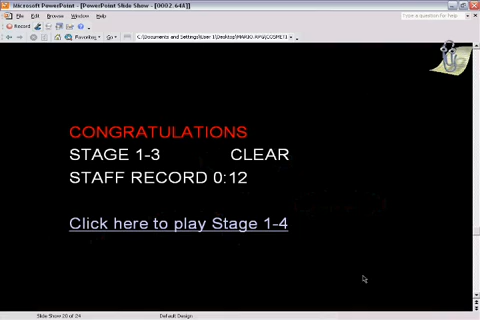 Microsoft PowerPoint Slide Show - [0002.64A]
File Edit Browse Window Help
Type a question for help
Record
Favorites Go
CONGRATULATIONS
STAGE 1-3 CLEAR
STAFF RECORD 0:12
Click here to play Stage 1-4
Slide Show 20 of 24 Default Design